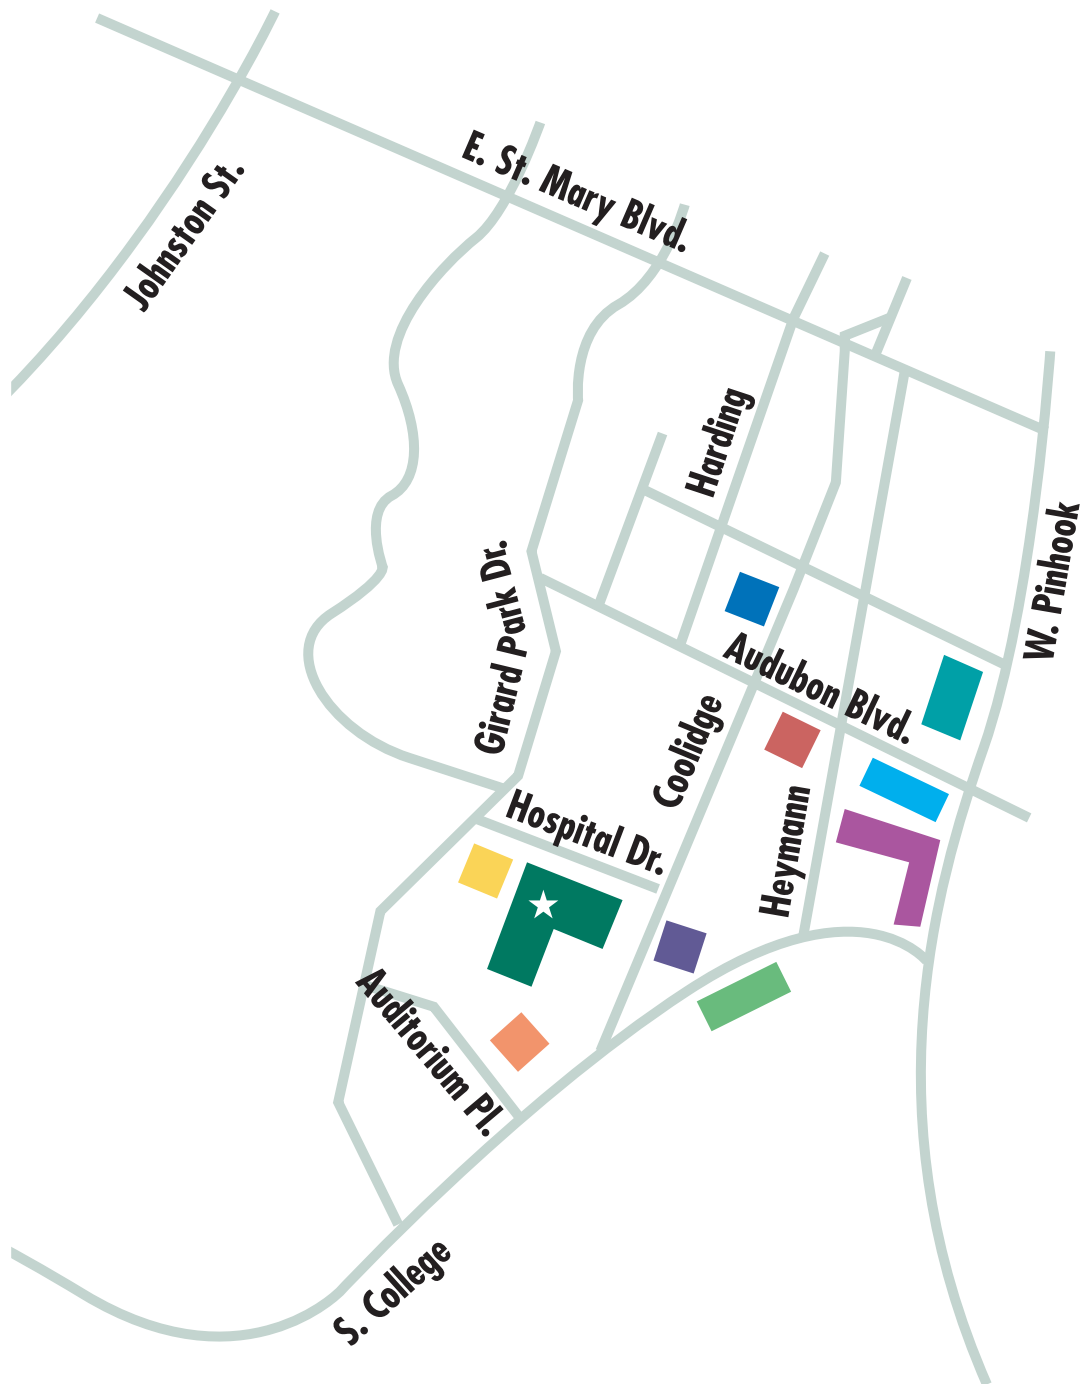 E. St. Mary Blvd.
Johnston St.
Harding
W. Pinhook
Girard Park Dr.
Audubon Blvd.
Coolidge
Hospital Dr.
Heymann
Auditorium Pl.
S. College